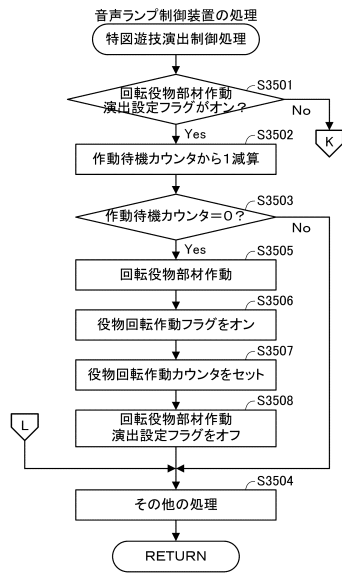 音声ランプ制御装置の処理
特図遊技演出制御処理
S3501
回転役物部材作動
演出設定フラグがオン？
No
K
Yes
S3502
作動待機カウンタから1減算
S3503
作動待機カウンタ＝0？
No
Yes
S3505
回転役物部材作動
S3506
役物回転作動フラグをオン
S3507
役物回転作動カウンタをセット
S3508
回転役物部材作動
演出設定フラグをオフ
L
S3504
その他の処理
RETURN